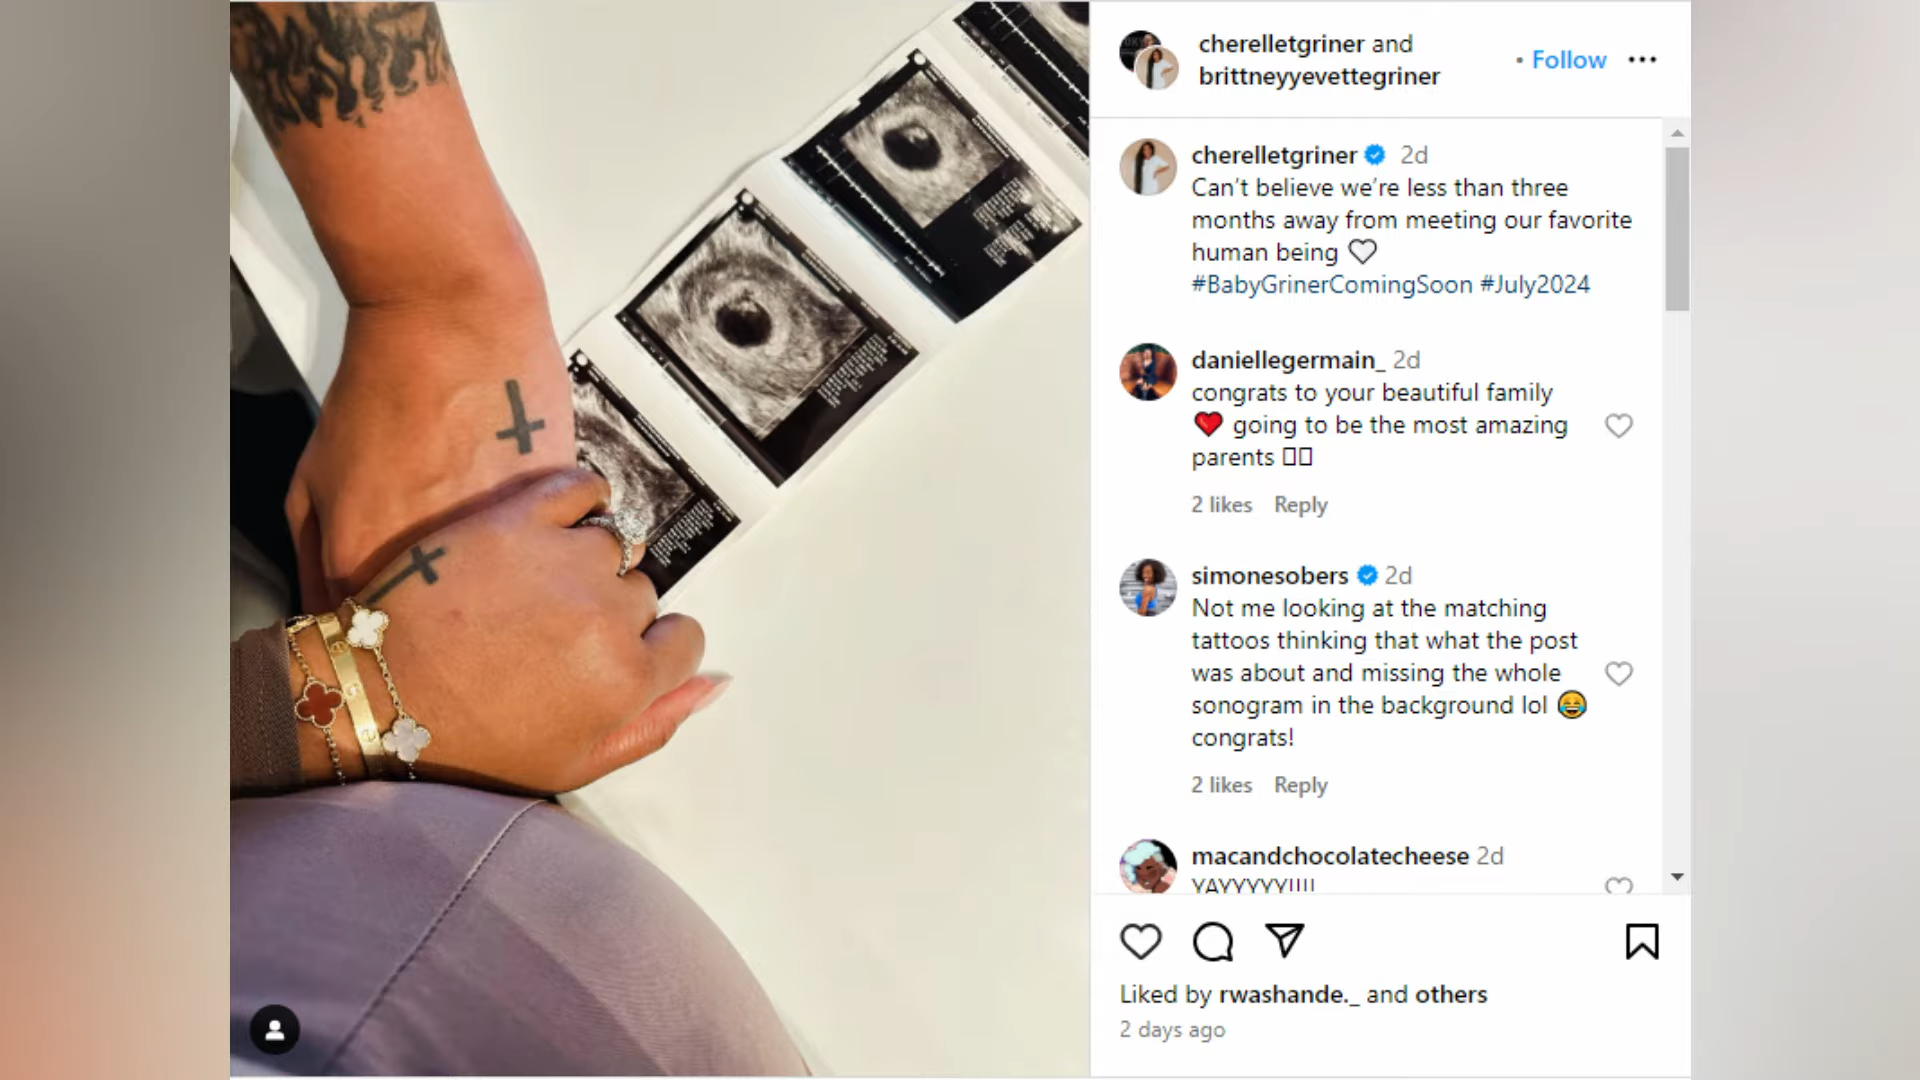 cherelletgriner and
brittneyyevettegriner
• Follow
cherelletgriner 2d
Can’t believe we’re less than three
months away from meeting our favorite
human being 🤍
#BabyGrinerComingSoon #July2024
daniellegermain_ 2d
congrats to your beautiful family
❤️ going to be the most amazing
parents
2 likes Reply
simonesobers 2d
Not me looking at the matching
tattoos thinking that what the post
was about and missing the whole
sonogram in the background lol 😂
congrats!
2 likes Reply
macandchocolatecheese 2d
YAYYYYY!!!!
Liked by rwashande._ and others
2 days ago